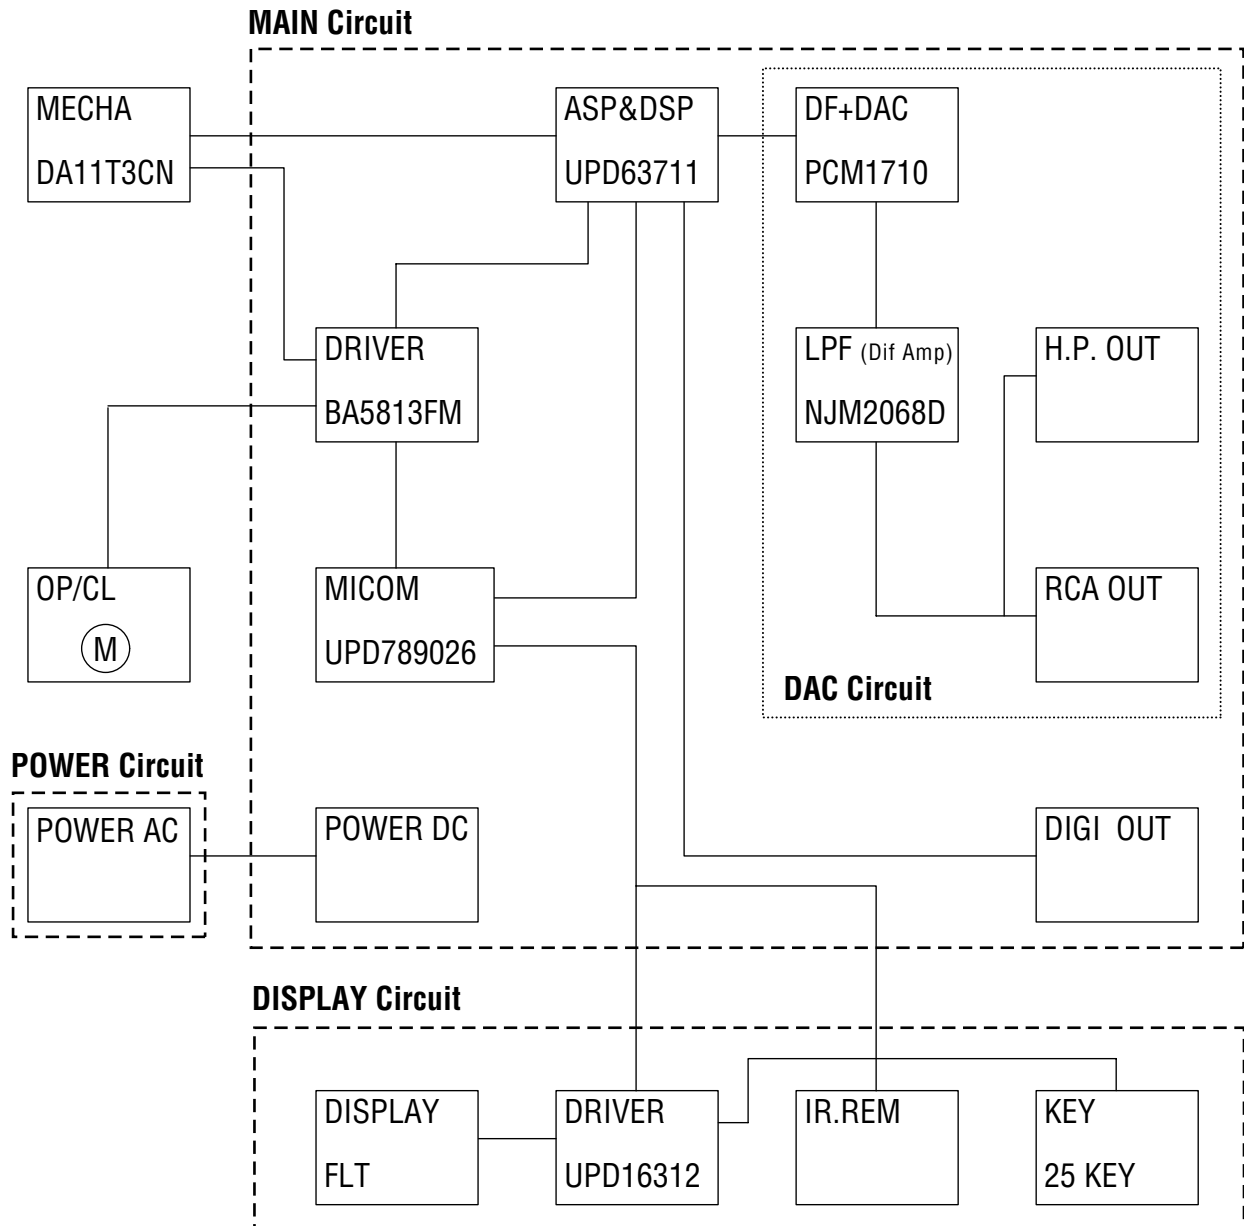 MAIN Circuit
MECHA
DA11T3CN
ASP&DSP
UPD63711
DF+DAC
PCM1710
DRIVER
BA5813FM
LPF (Dif Amp)
NJM2068D
H.P. OUT
OP/CL
M
MICOM
UPD789026
RCA OUT
DAC Circuit
POWER Circuit
POWER AC
POWER DC
DIGI OUT
DISPLAY Circuit
DISPLAY
FLT
DRIVER
UPD16312
IR.REM
KEY
25 KEY